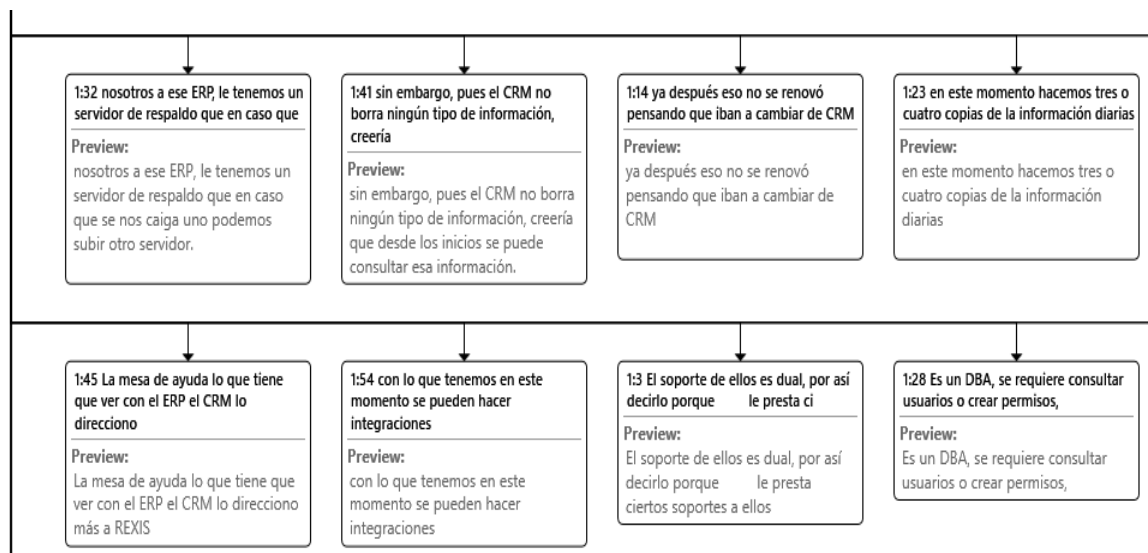 1:32 nosotros a ese ERP, le tenemos un
servidor de respaldo que en caso que
Preview:
nosotros a ese ERP, le tenemos un
servidor de respaldo que en caso
que se nos caiga uno podemos
subir otro servidor.
1:41 sin embargo, pues el CRM no
borra ningún tipo de información,
creería
Preview:
sin embargo, pues el CRM no borra
ningún tipo de información, creería
que desde los inicios se puede
consultar esa información.
1:14 ya después eso no se renovó
pensando que iban a cambiar de CRM
Preview:
ya después eso no se renovó
pensando que iban a cambiar de
CRM
1:23 en este momento hacemos tres o
cuatro copias de la información diarias
Preview:
en este momento hacemos tres o
cuatro copias de la información
diarias
1:45 La mesa de ayuda lo que tiene
que ver con el ERP el CRM lo
direcciono
Preview:
La mesa de ayuda lo que tiene que
ver con el ERP el CRM lo direcciono
más a REXIS
1:54 con lo que tenemos en este
momento se pueden hacer
integraciones
Preview:
con lo que tenemos en este
momento se pueden hacer
integraciones
1:3 El soporte de ellos es dual, por así
decirlo porque le presta ci
Preview:
El soporte de ellos es dual, por así
decirlo porque le presta
ciertos soportes a ellos
1:28 Es un DBA, se requiere consultar
usuarios o crear permisos,
Preview:
Es un DBA, se requiere consultar
usuarios o crear permisos,